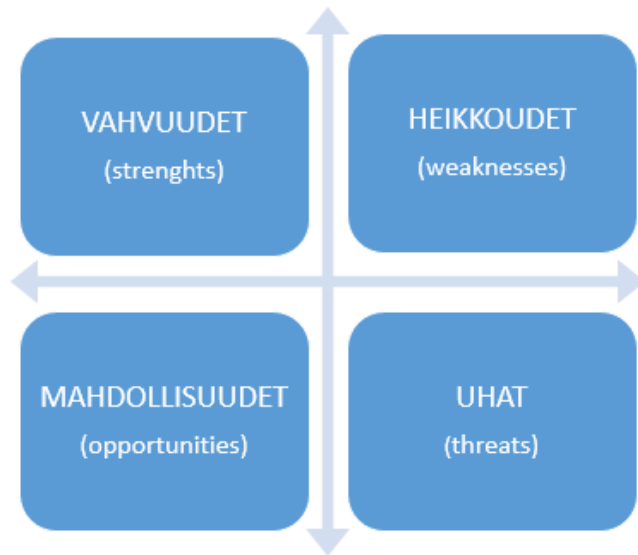 VAHVUUDET
(strenghts)
HEIKKOUDET
(weaknesses)
MAHDOLLISUUDET
(opportunities)
UHAT
(threats)